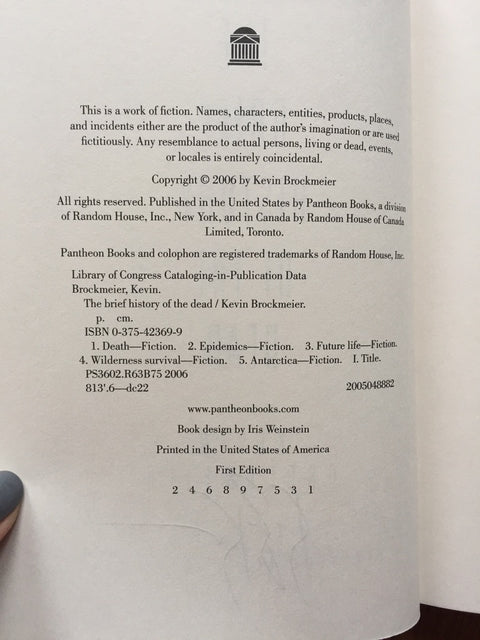 This is a work of fiction. Names, characters, entities, products, places,
and incidents either are the product of the author's imagination or are used
fictitiously. Any resemblance to actual persons, living or dead, events,
or locales is entirely coincidental.
Copyright © 2006 by Kevin Brockmeier
All rights reserved. Published in the United States by Pantheon Books, a division
of Random House, Inc., New York, and in Canada by Random House of Canada
Limited, Toronto.
Pantheon Books and colophon are registered trademarks of Random House, Inc.
Library of Congress Cataloging-in-Publication Data
Brockmeier, Kevin.
The brief history of the dead / Kevin Brockmeier.
p. cm.
ISBN 0-375-42369-9
1. Death—Fiction. 2. Epidemics—Fiction. 3. Future life—Fiction.
4. Wilderness survival—Fiction. 5. Antarctica—Fiction. I. Title.
PS3602.R63B75 2006
813'.6—dc22 2005048882
www.pantheonbooks.com
Book design by Iris Weinstein
Printed in the United States of America
First Edition
2 4 6 8 9 7 5 3 1